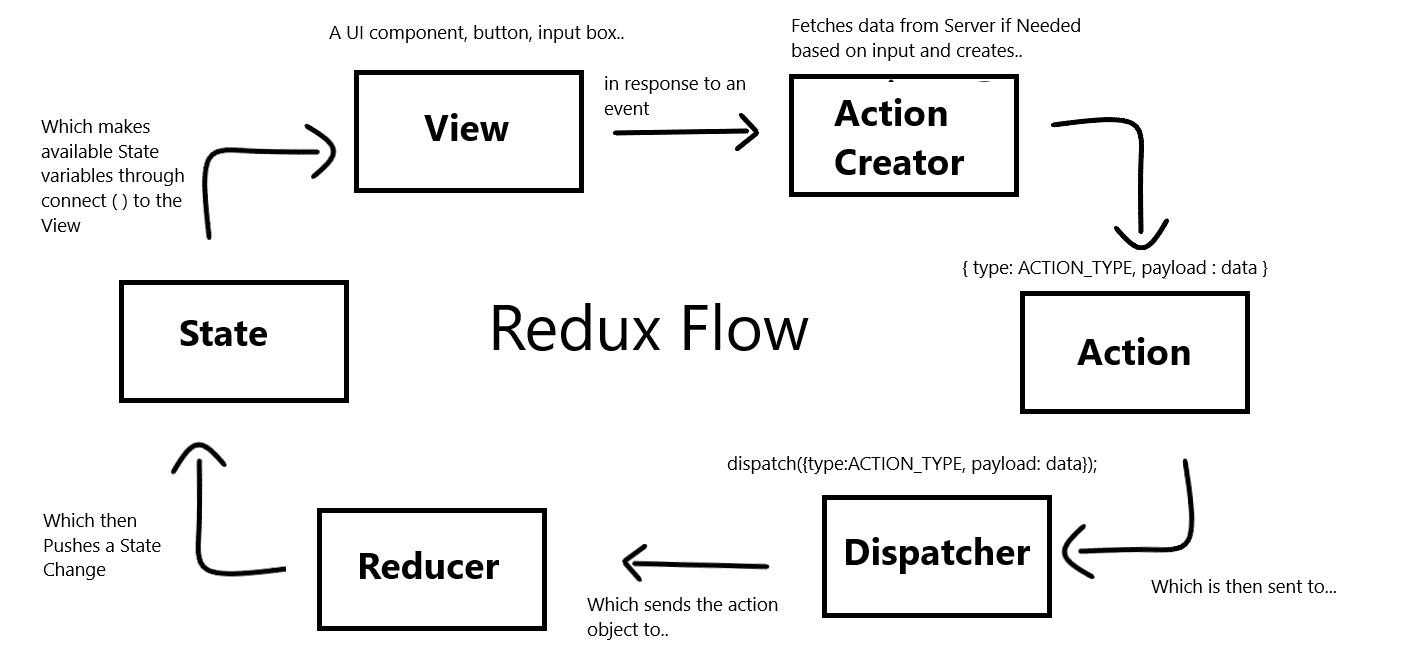 A UI component, button, input box..
View
in response to an
event
Fetches data from Server if Needed
based on input and creates..
Action
Creator
{ type: ACTION_TYPE, payload : data }
Action
Which is then sent to...
dispatch({type:ACTION_TYPE, payload: data});
Dispatcher
Which sends the action
object to..
Reducer
Which then
Pushes a State
Change
State
Which makes
available State
variables through
connect ( ) to the
View
Redux Flow